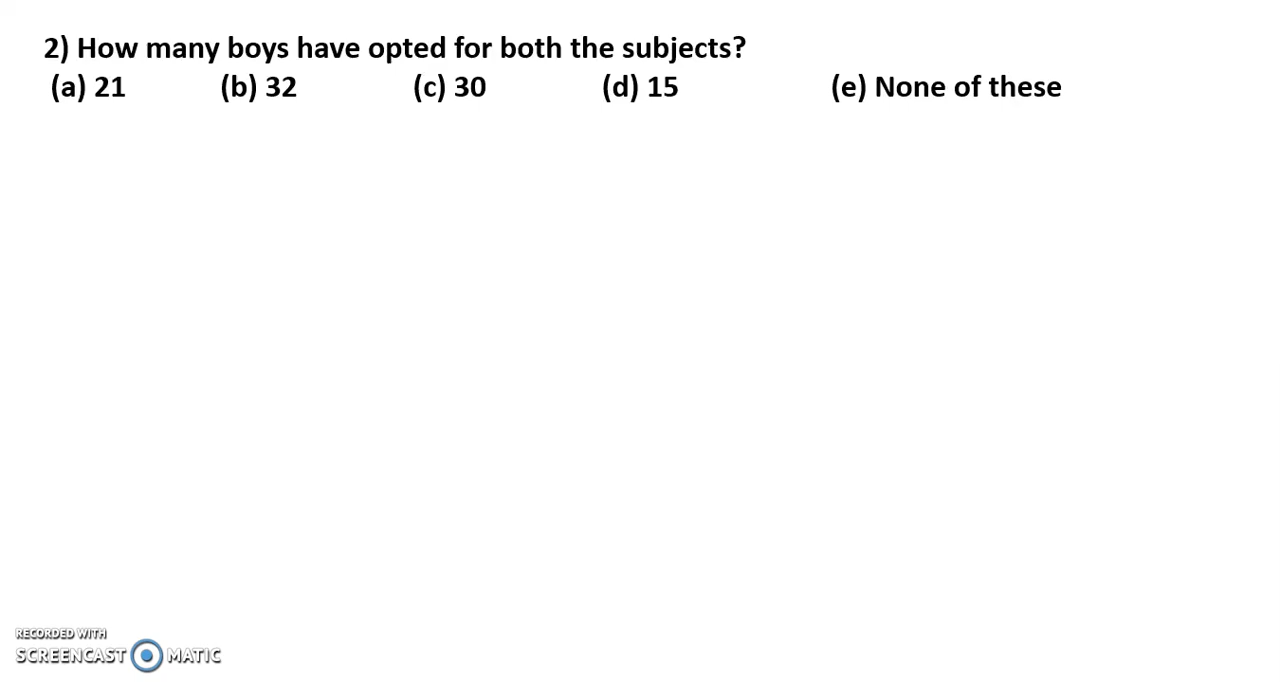 2) How many boys have opted for both the subjects?
(a) 21 (b) 32 (c) 30 (d) 15 (e) None of these
RECORDED WITH
SCREENCAST MATIC